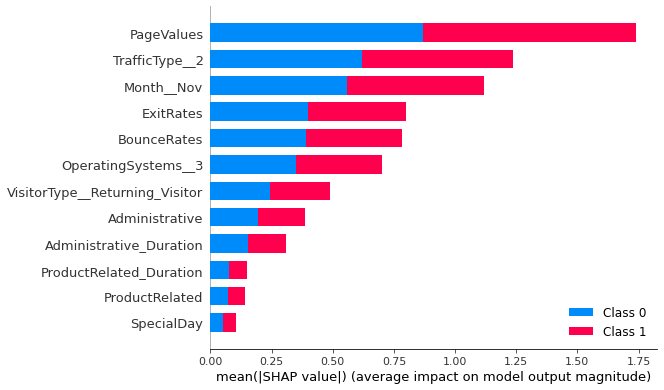 PageValues
TrafficType__2
Month__Nov
ExitRates
BounceRates
OperatingSystems__3
VisitorType__Returning_Visitor
Administrative
Administrative_Duration
ProductRelated_Duration
ProductRelated
SpecialDay
Class 0
Class 1
0.00 0.25 0.50 0.75 1.00 1.25 1.50 1.75
mean(|SHAP value|) (average impact on model output magnitude)